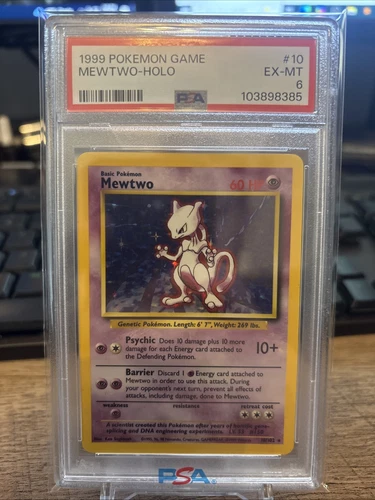 1999 POKEMON GAME #10
MEWTWO-HOLO EX-MT
6
PSA 103898385
Basic Pokémon
Mewtwo 60 HP
Genetic Pokémon. Length: 6' 7", Weight: 269 lbs.
Psychic Does 10 damage plus 10 more
damage for each Energy card attached to
the Defending Pokémon.
10+
Barrier Discard 1 Energy card attached to
Mewtwo in order to use this attack. During
your opponent's next turn, prevent all effects of
attacks, including damage, done to Mewtwo.
weakness resistance retreat cost
A scientist created this Pokémon after years of horrific gene-
splicing and DNA engineering experiments.
PSA